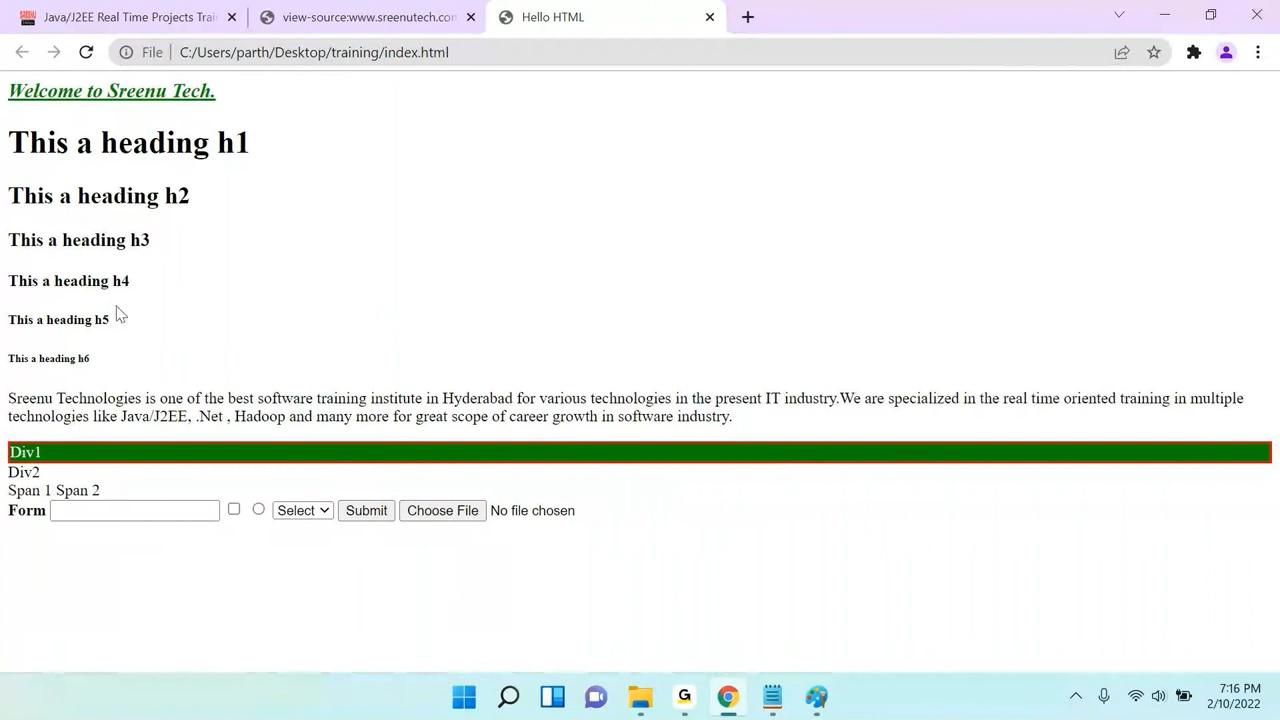 Java/J2EE Real Time Projects Trai
view-source:www.sreenutech.com
Hello HTML
File
C:/Users/parth/Desktop/training/index.html
Welcome to Sreenu Tech.
This a heading h1
This a heading h2
This a heading h3
This a heading h4
This a heading h5
This a heading h6
Sreenu Technologies is one of the best software training institute in Hyderabad for various technologies in the present IT industry.We are specialized in the real time oriented training in multiple
technologies like Java/J2EE, .Net , Hadoop and many more for great scope of career growth in software industry.
Div1
Div2
Span 1 Span 2
Form Select Submit Choose File No file chosen
G
7:16 PM
2/10/2022